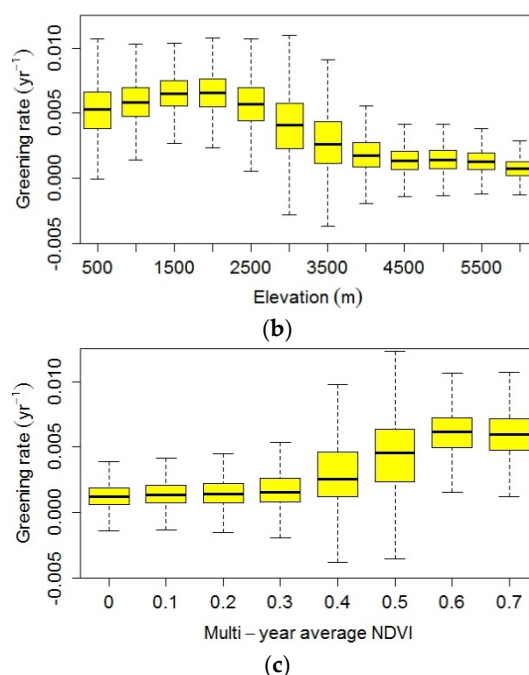 (b)
Greening rate (yr⁻¹)
0.010
0.005
0.000
-0.005
500 1500 2500 3500 4500 5500
Elevation (m)
(b)
Greening rate (yr⁻¹)
0.010
0.005
0.000
-0.005
0 0.1 0.2 0.3 0.4 0.5 0.6 0.7
Multi – year average NDVI
(c)